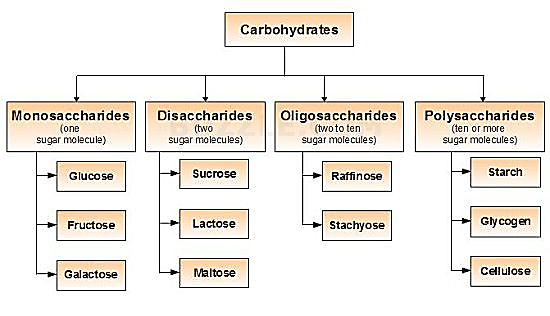 Carbohydrates
Monosaccharides
(one
sugar molecule)
Disaccharides
(two
sugar molecules)
Oligosaccharides
(two to ten
sugar molecules)
Polysaccharides
(ten or more
sugar molecules)
Glucose
Fructose
Galactose
Sucrose
Lactose
Maltose
Raffinose
Stachyose
Starch
Glycogen
Cellulose